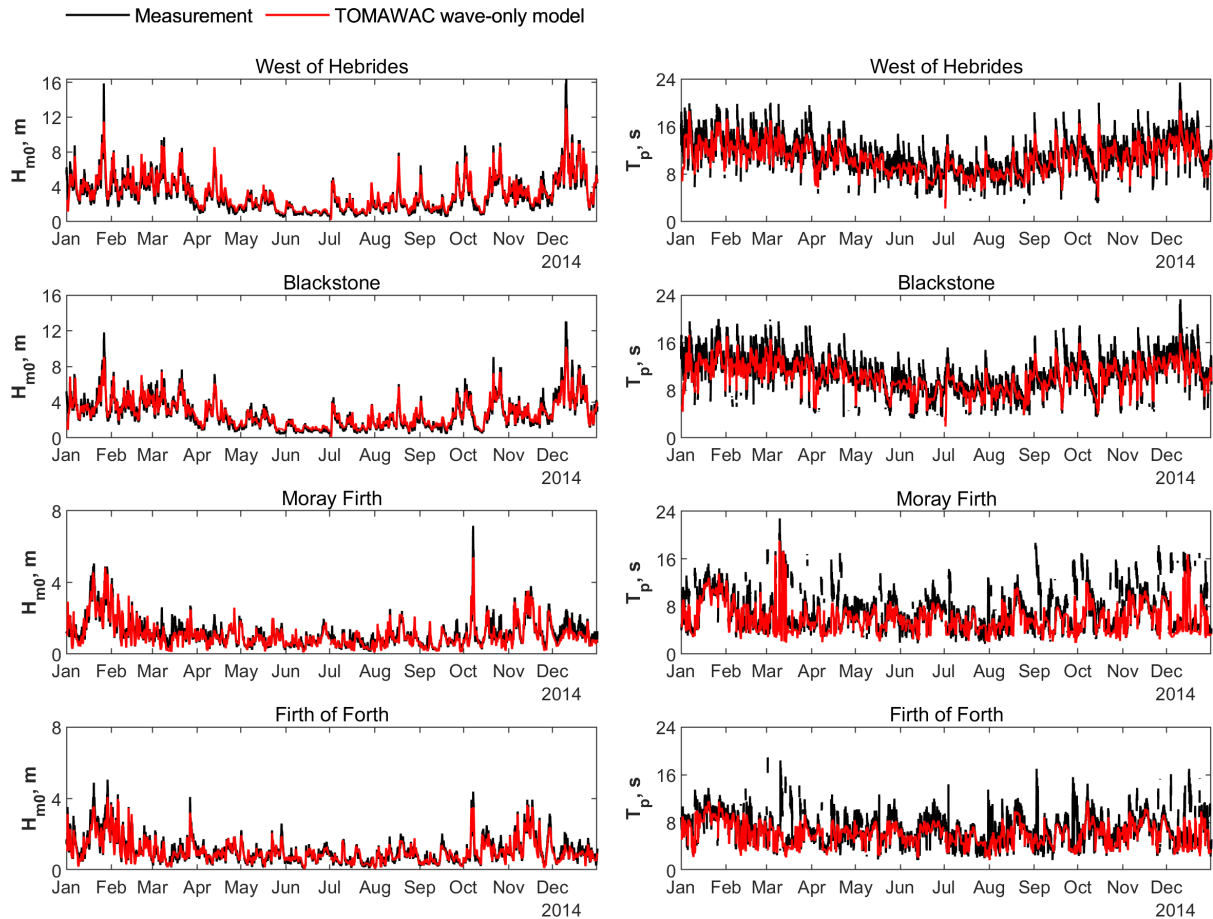 Measurement TOMAWAC wave-only model
West of Hebrides
H_m0, m
16
12
8
4
0
Jan Feb Mar Apr May Jun Jul Aug Sep Oct Nov Dec
2014
West of Hebrides
T_p, s
24
16
8
0
Jan Feb Mar Apr May Jun Jul Aug Sep Oct Nov Dec
2014
Blackstone
H_m0, m
16
12
8
4
0
Jan Feb Mar Apr May Jun Jul Aug Sep Oct Nov Dec
2014
Blackstone
T_p, s
24
16
8
0
Jan Feb Mar Apr May Jun Jul Aug Sep Oct Nov Dec
2014
Moray Firth
H_m0, m
8
4
0
Jan Feb Mar Apr May Jun Jul Aug Sep Oct Nov Dec
2014
Moray Firth
T_p, s
24
16
8
0
Jan Feb Mar Apr May Jun Jul Aug Sep Oct Nov Dec
2014
Firth of Forth
H_m0, m
8
4
0
Jan Feb Mar Apr May Jun Jul Aug Sep Oct Nov Dec
2014
Firth of Forth
T_p, s
24
16
8
0
Jan Feb Mar Apr May Jun Jul Aug Sep Oct Nov Dec
2014